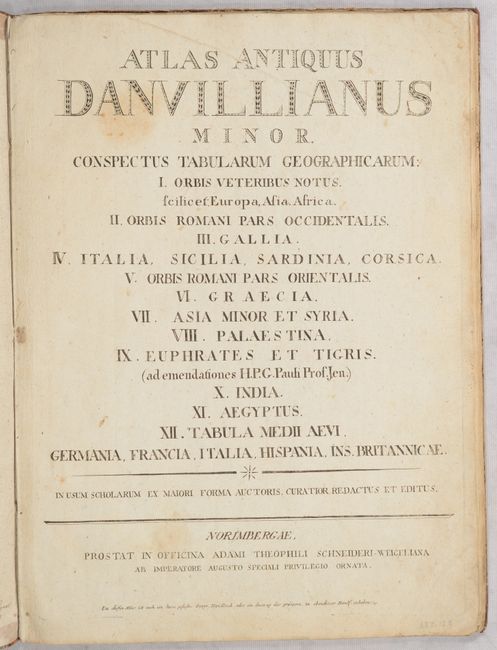 ATLAS ANTIQUUS
DANVILLIANUS
MINOR.
CONSPECTUS TABULARUM GEOGRAPHICARUM:
I. ORBIS VETERIBUS NOTUS.
ſcilicet Europa, Aſia, Africa.
II. ORBIS ROMANI PARS OCCIDENTALIS.
III. GALLIA.
IV. ITALIA, SICILIA, SARDINIA, CORSICA.
V. ORBIS ROMANI PARS ORIENTALIS.
VI. GRAECIA.
VII. ASIA MINOR ET SYRIA.
VIII. PALAESTINA.
IX. EUPHRATES ET TIGRIS.
(ad emendationes H.P.G. Pauli Prof. Jen.)
X. INDIA.
XI. AEGYPTUS.
XII. TABULA MEDII AEVI.
GERMANIA, FRANCIA, ITALIA, HISPANIA, INS. BRITANNICAE.
IN USUM SCHOLARUM EX MAIORI FORMA AUCTORIS, CURATIOR REDACTUS ET EDITUS.
NORIMBERGAE,
PROSTAT IN OFFICINA ADAMI THEOPHILI SCHNEIDERI-WEIGELIANA
AB IMPERATORE AUGUSTO SPECIALI PRIVILEGIO ORNATA.